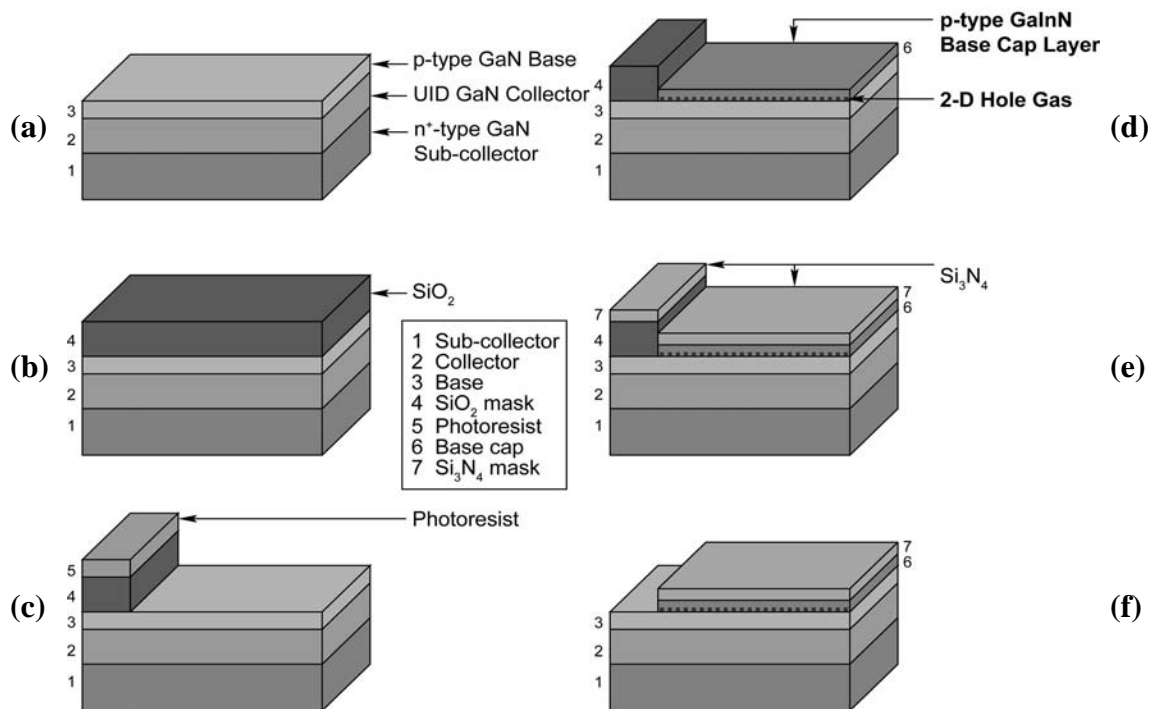 (a)
p-type GaN Base
UID GaN Collector
n⁺-type GaN
Sub-collector
3
2
1
(b)
SiO₂
4
3
2
1
1 Sub-collector
2 Collector
3 Base
4 SiO₂ mask
5 Photoresist
6 Base cap
7 Si₃N₄ mask
(c)
Photoresist
5
4
3
2
1
(d)
p-type GaInN
Base Cap Layer
2-D Hole Gas
6
4
3
2
1
(e)
Si₃N₄
7
6
7
4
3
2
1
(f)
7
6
3
2
1